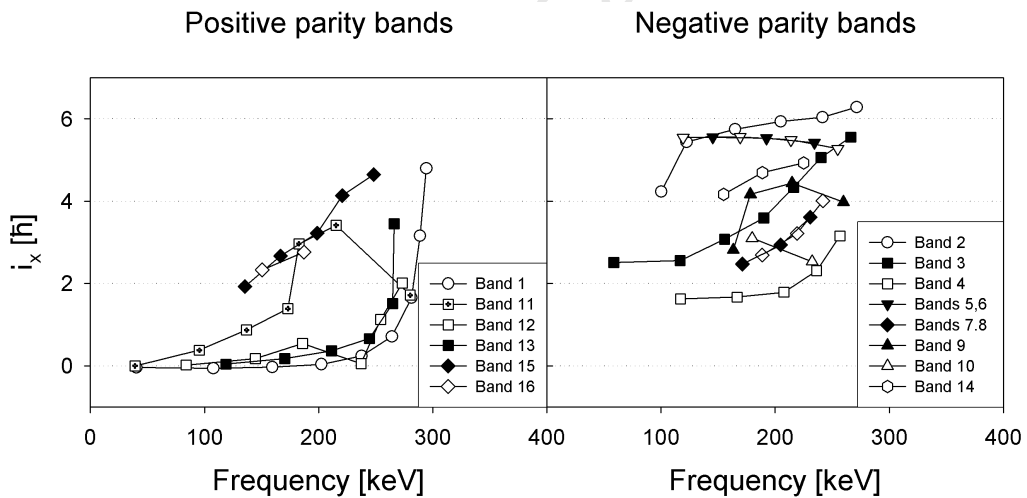 Positive parity bands
Negative parity bands
iₓ [ħ]
6
4
2
0
Band 1
Band 11
Band 12
Band 13
Band 15
Band 16
Band 2
Band 3
Band 4
Bands 5,6
Bands 7.8
Band 9
Band 10
Band 14
0
100
200
300
400
100
200
300
400
Frequency [keV]
Frequency [keV]